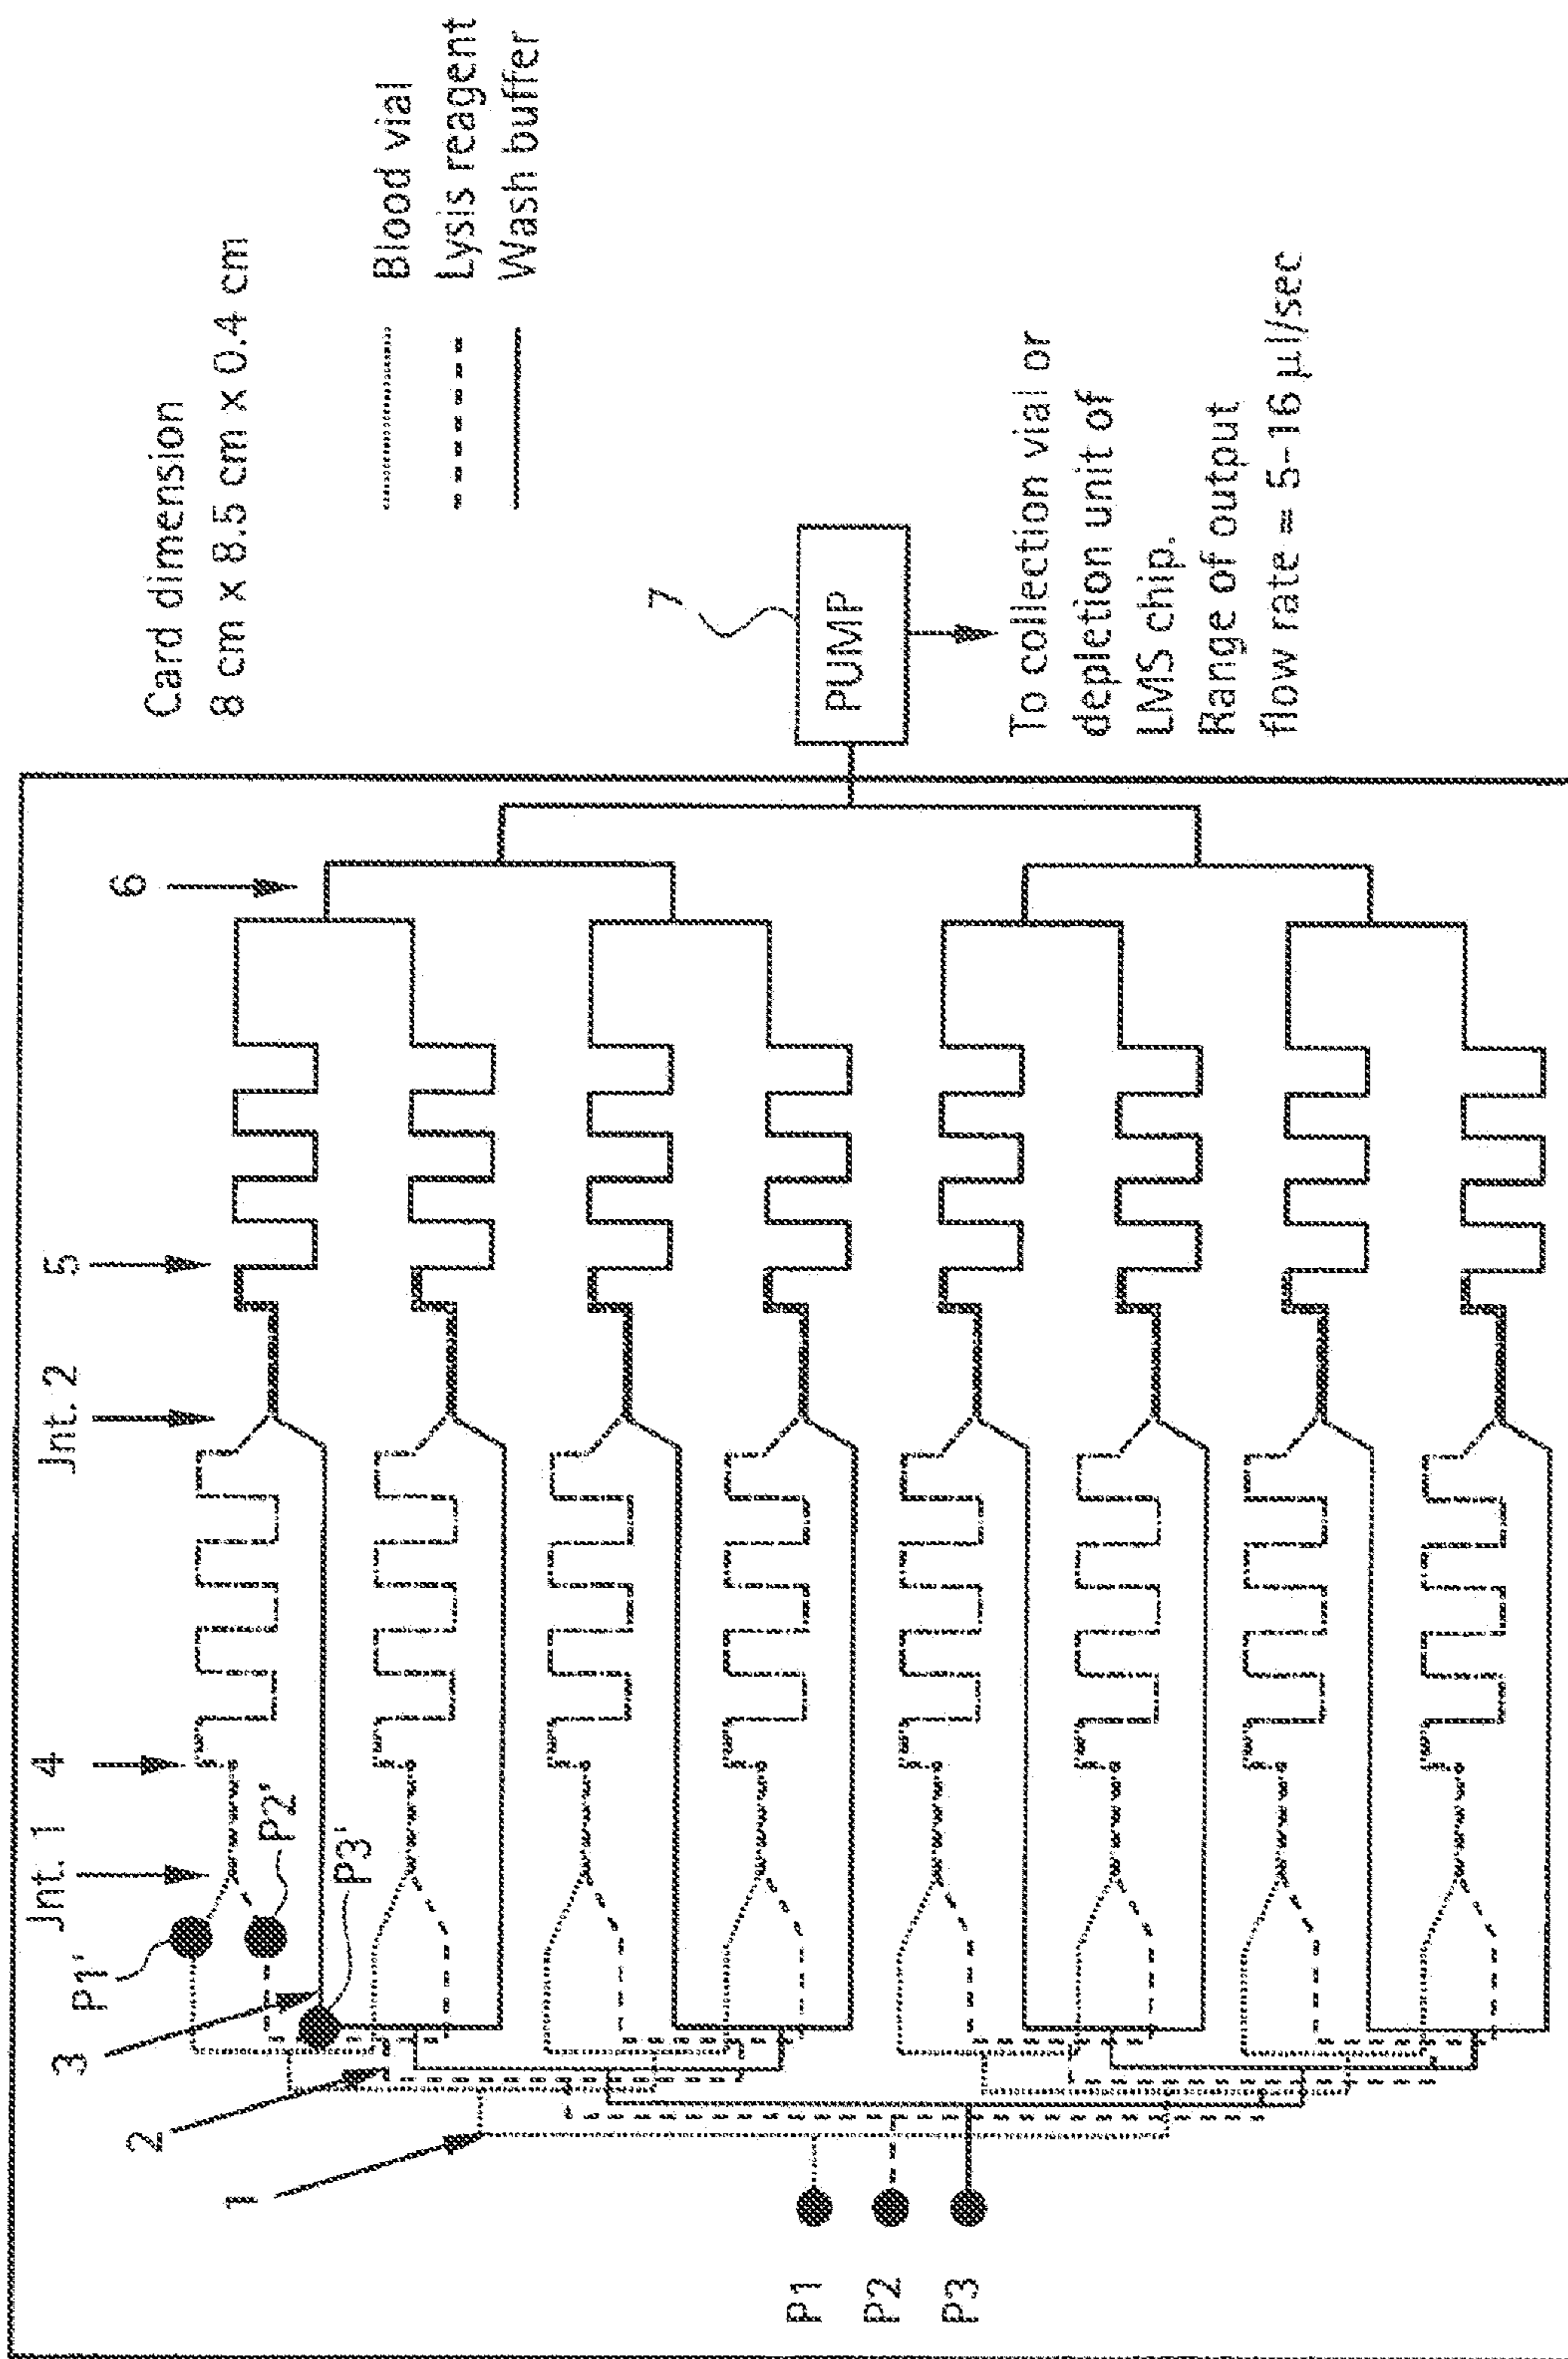 Card dimension
8 cm x 8.5 cm x 0.4 cm
Blood vial
Lysis reagent
Wash buffer
7
PUMP
To collection vial or
depletion unit of
LMS chip.
Range of output
flow rate = 5-16 µl/sec
6
5
Jnt. 2
4
Jnt. 1
P1'
P2'
P3'
3
2
1
P1
P2
P3